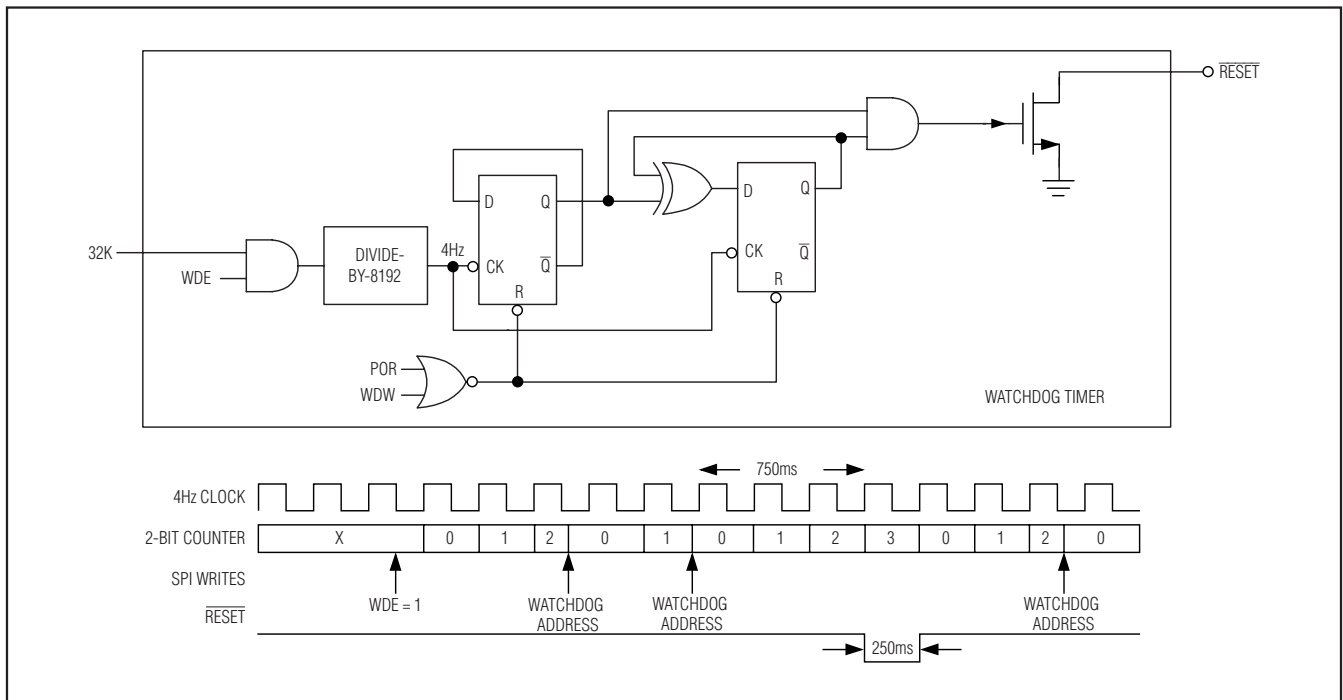 RESET
32K
WDE
DIVIDE-
BY-8192
4Hz
D
Q
CK
Q
R
D
Q
CK
Q
R
POR
WDW
WATCHDOG TIMER
750ms
4Hz CLOCK
2-BIT COUNTER
X 0 1 2 0 1 0 1 2 3 0 1 2 0
SPI WRITES
WDE = 1
WATCHDOG
ADDRESS
WATCHDOG
ADDRESS
WATCHDOG
ADDRESS
RESET
250ms